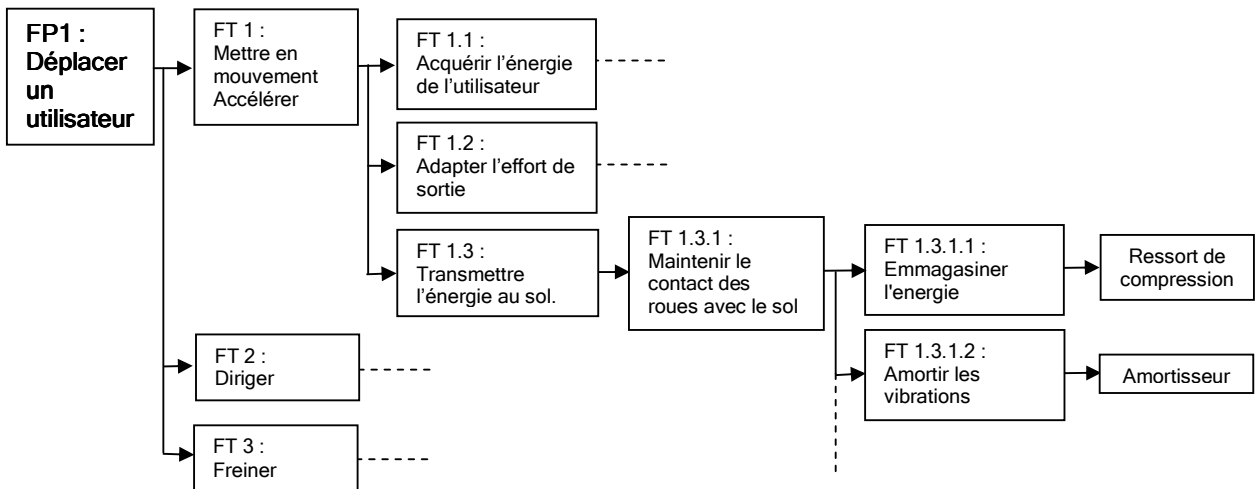 FP1 :
Déplacer
un
utilisateur
FT 1 :
Mettre en
mouvement
Accélérer
FT 1.1 :
Acquérir l’énergie
de l’utilisateur
FT 1.2 :
Adapter l’effort de
sortie
FT 1.3 :
Transmettre
l’énergie au sol.
FT 1.3.1 :
Maintenir le
contact des
roues avec le sol
FT 1.3.1.1 :
Emmagasiner
l'energie
Ressort de
compression
FT 1.3.1.2 :
Amortir les
vibrations
Amortisseur
FT 2 :
Diriger
FT 3 :
Freiner